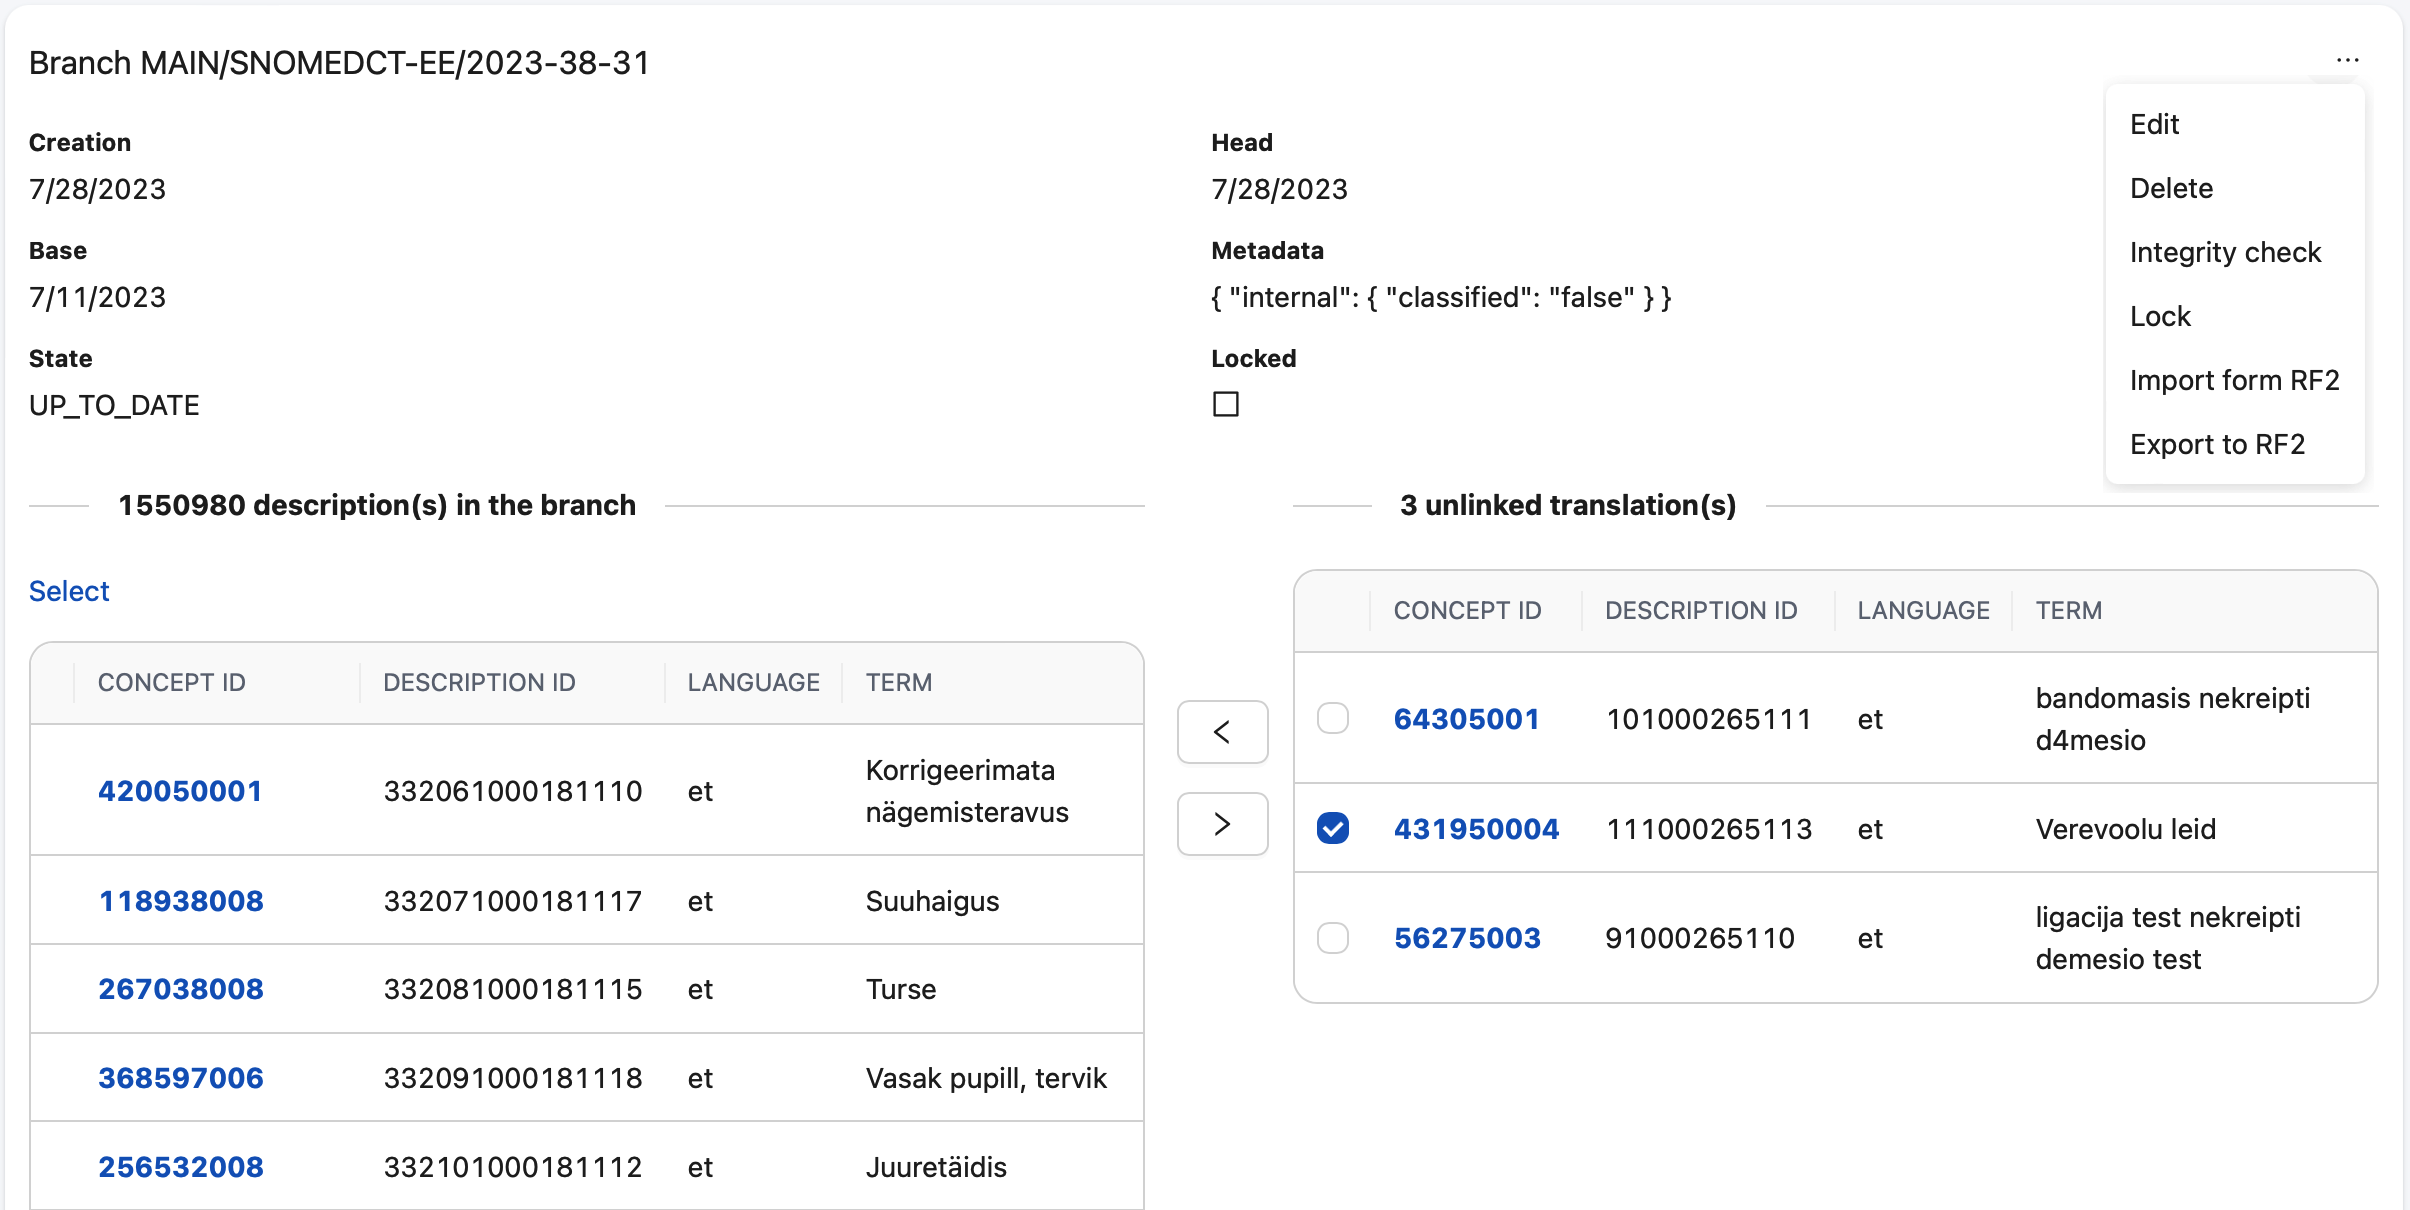 Branch MAIN/SNOMEDCT-EE/2023-38-31
...
Edit
Delete
Integrity check
Lock
Import form RF2
Export to RF2
Creation
7/28/2023
Head
7/28/2023
Base
7/11/2023
Metadata
{ "internal": { "classified": "false" } }
State
UP_TO_DATE
Locked
1550980 description(s) in the branch
Select
CONCEPT ID DESCRIPTION ID LANGUAGE TERM
420050001 332061000181110 et Korrigeerimata
nägemisteravus
118938008 332071000181117 et Suuhaigus
267038008 332081000181115 et Turse
368597006 332091000181118 et Vasak pupill, tervik
256532008 332101000181112 et Juuretäidis
<
>
3 unlinked translation(s)
CONCEPT ID DESCRIPTION ID LANGUAGE TERM
64305001 101000265111 et bandomasis nekreipti
d4mesio
431950004 111000265113 et Verevoolu leid
56275003 91000265110 et ligacija test nekreipti
demesio test